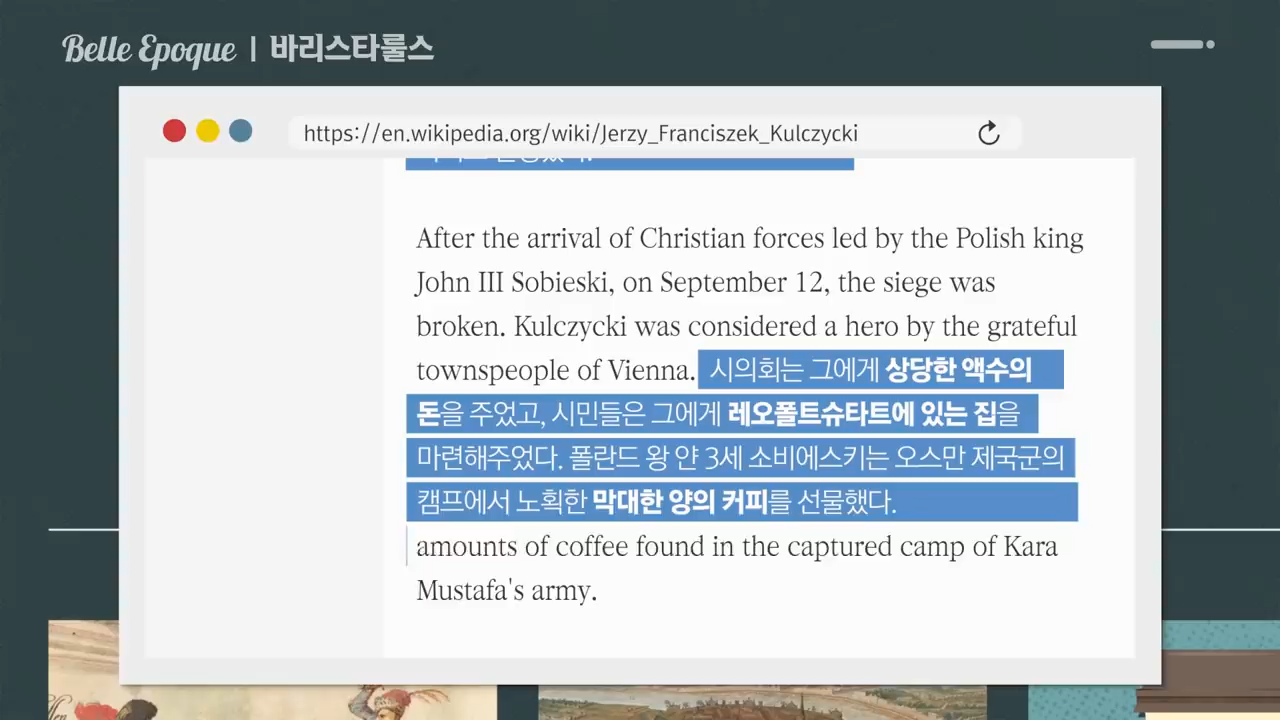 Belle Epoque | 바리스타룰스
https://en.wikipedia.org/wiki/Jerzy_Franciszek_Kulczycki
After the arrival of Christian forces led by the Polish king
John III Sobieski, on September 12, the siege was
broken. Kulczycki was considered a hero by the grateful
townspeople of Vienna. 시의회는 그에게 상당한 액수의
돈을 주었고, 시민들은 그에게 레오폴트슈타트에 있는 집을
마련해주었다. 폴란드 왕 얀 3세 소비에스키는 오스만 제국군의
캠프에서 노획한 막대한 양의 커피를 선물했다.
amounts of coffee found in the captured camp of Kara
Mustafa's army.